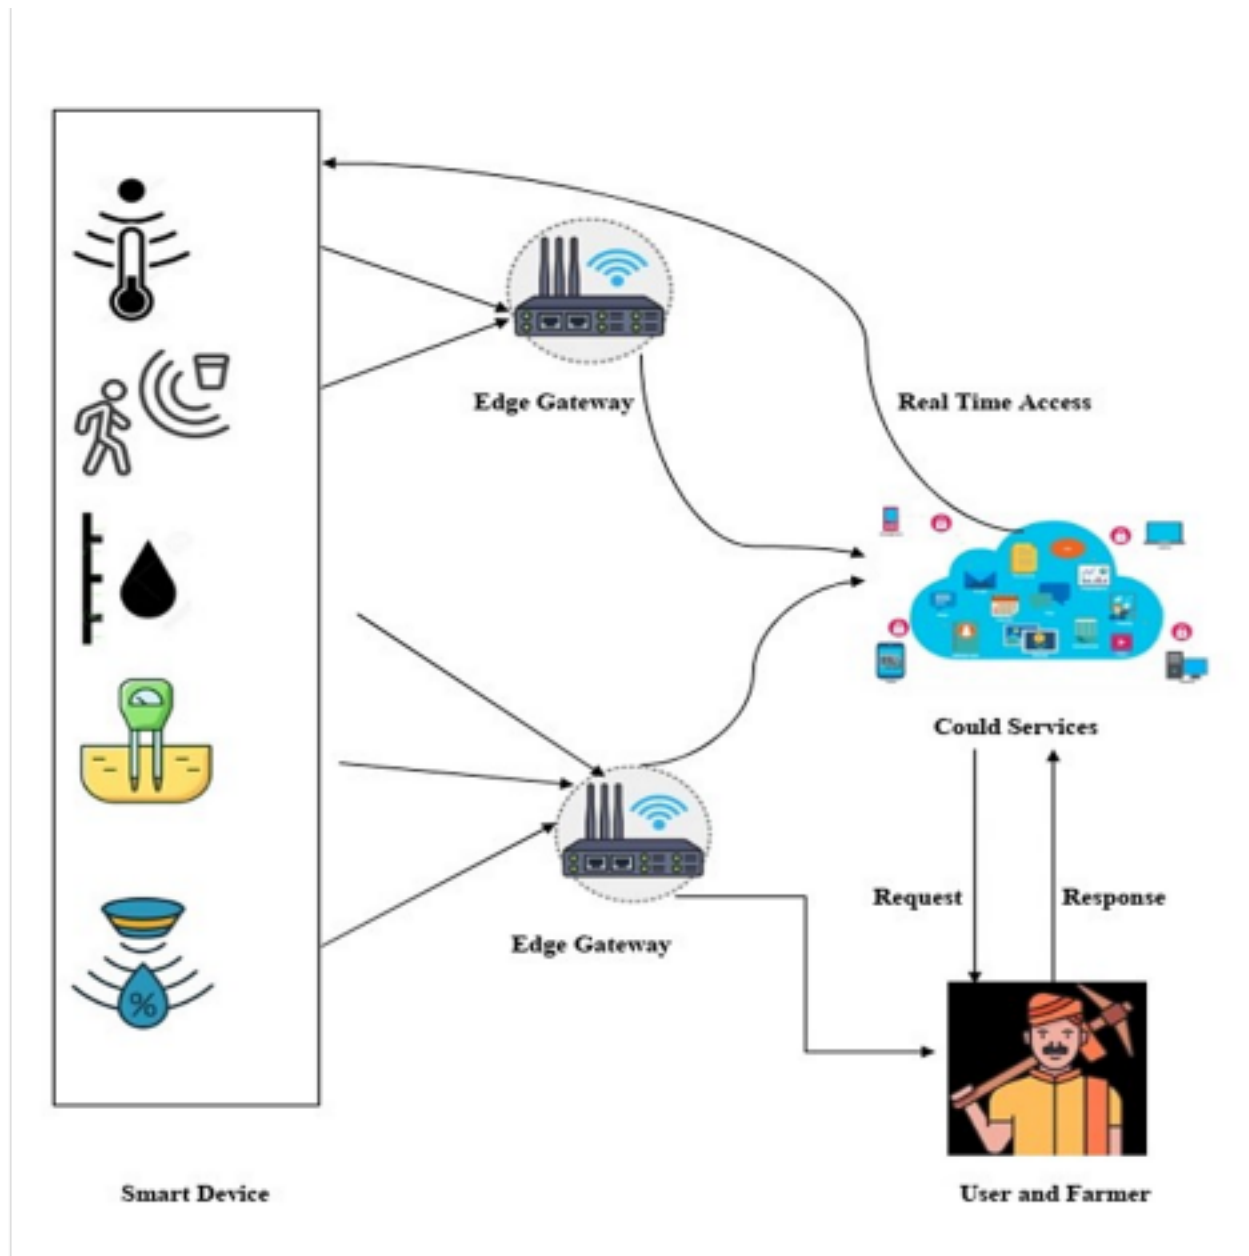 Edge Gateway
Real Time Access
Could Services
Request
Response
Edge Gateway
%
Smart Device
User and Farmer